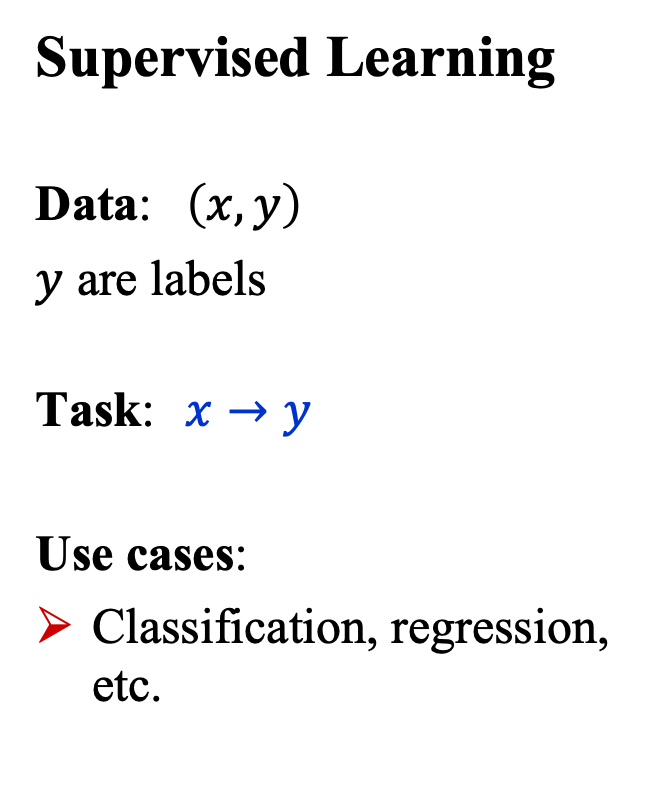 Supervised Learning
Data: (x, y)
y are labels
Task: x → y
Use cases:
➢ Classification, regression,
etc.